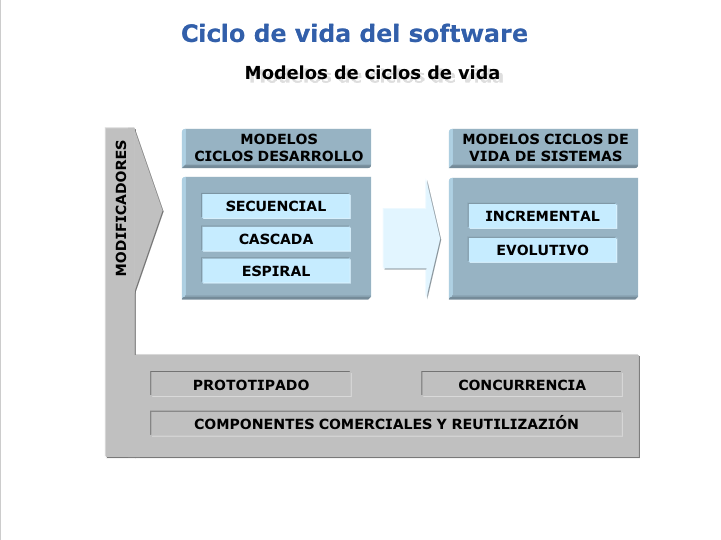 Ciclo de vida del software
Modelos de ciclos de vida
MODIFICADORES
MODELOS
CICLOS DESARROLLO
SECUENCIAL
CASCADA
ESPIRAL
MODELOS CICLOS DE
VIDA DE SISTEMAS
INCREMENTAL
EVOLUTIVO
PROTOTIPADO
CONCURRENCIA
COMPONENTES COMERCIALES Y REUTILIZAZIÓN